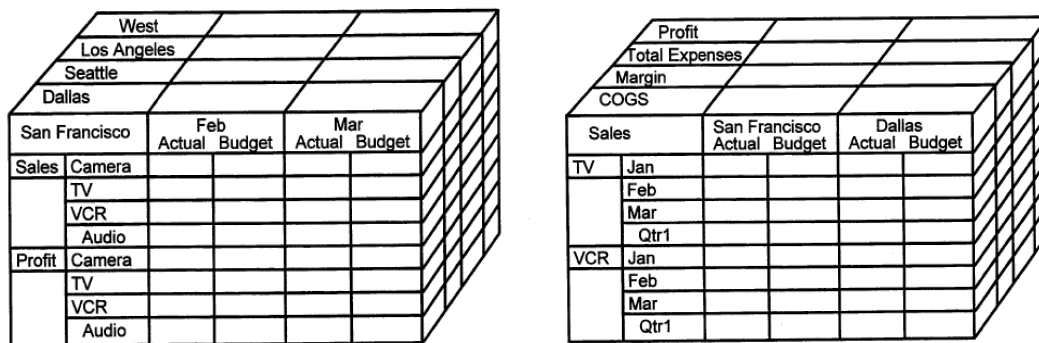 West
Los Angeles
Seattle
Dallas
San Francisco Feb Mar
Actual Budget Actual Budget
Sales Camera
TV
VCR
Audio
Profit Camera
TV
VCR
Audio
Profit
Total Expenses
Margin
COGS
Sales San Francisco Dallas
Actual Budget Actual Budget
TV Jan
Feb
Mar
Qtr1
VCR Jan
Feb
Mar
Qtr1